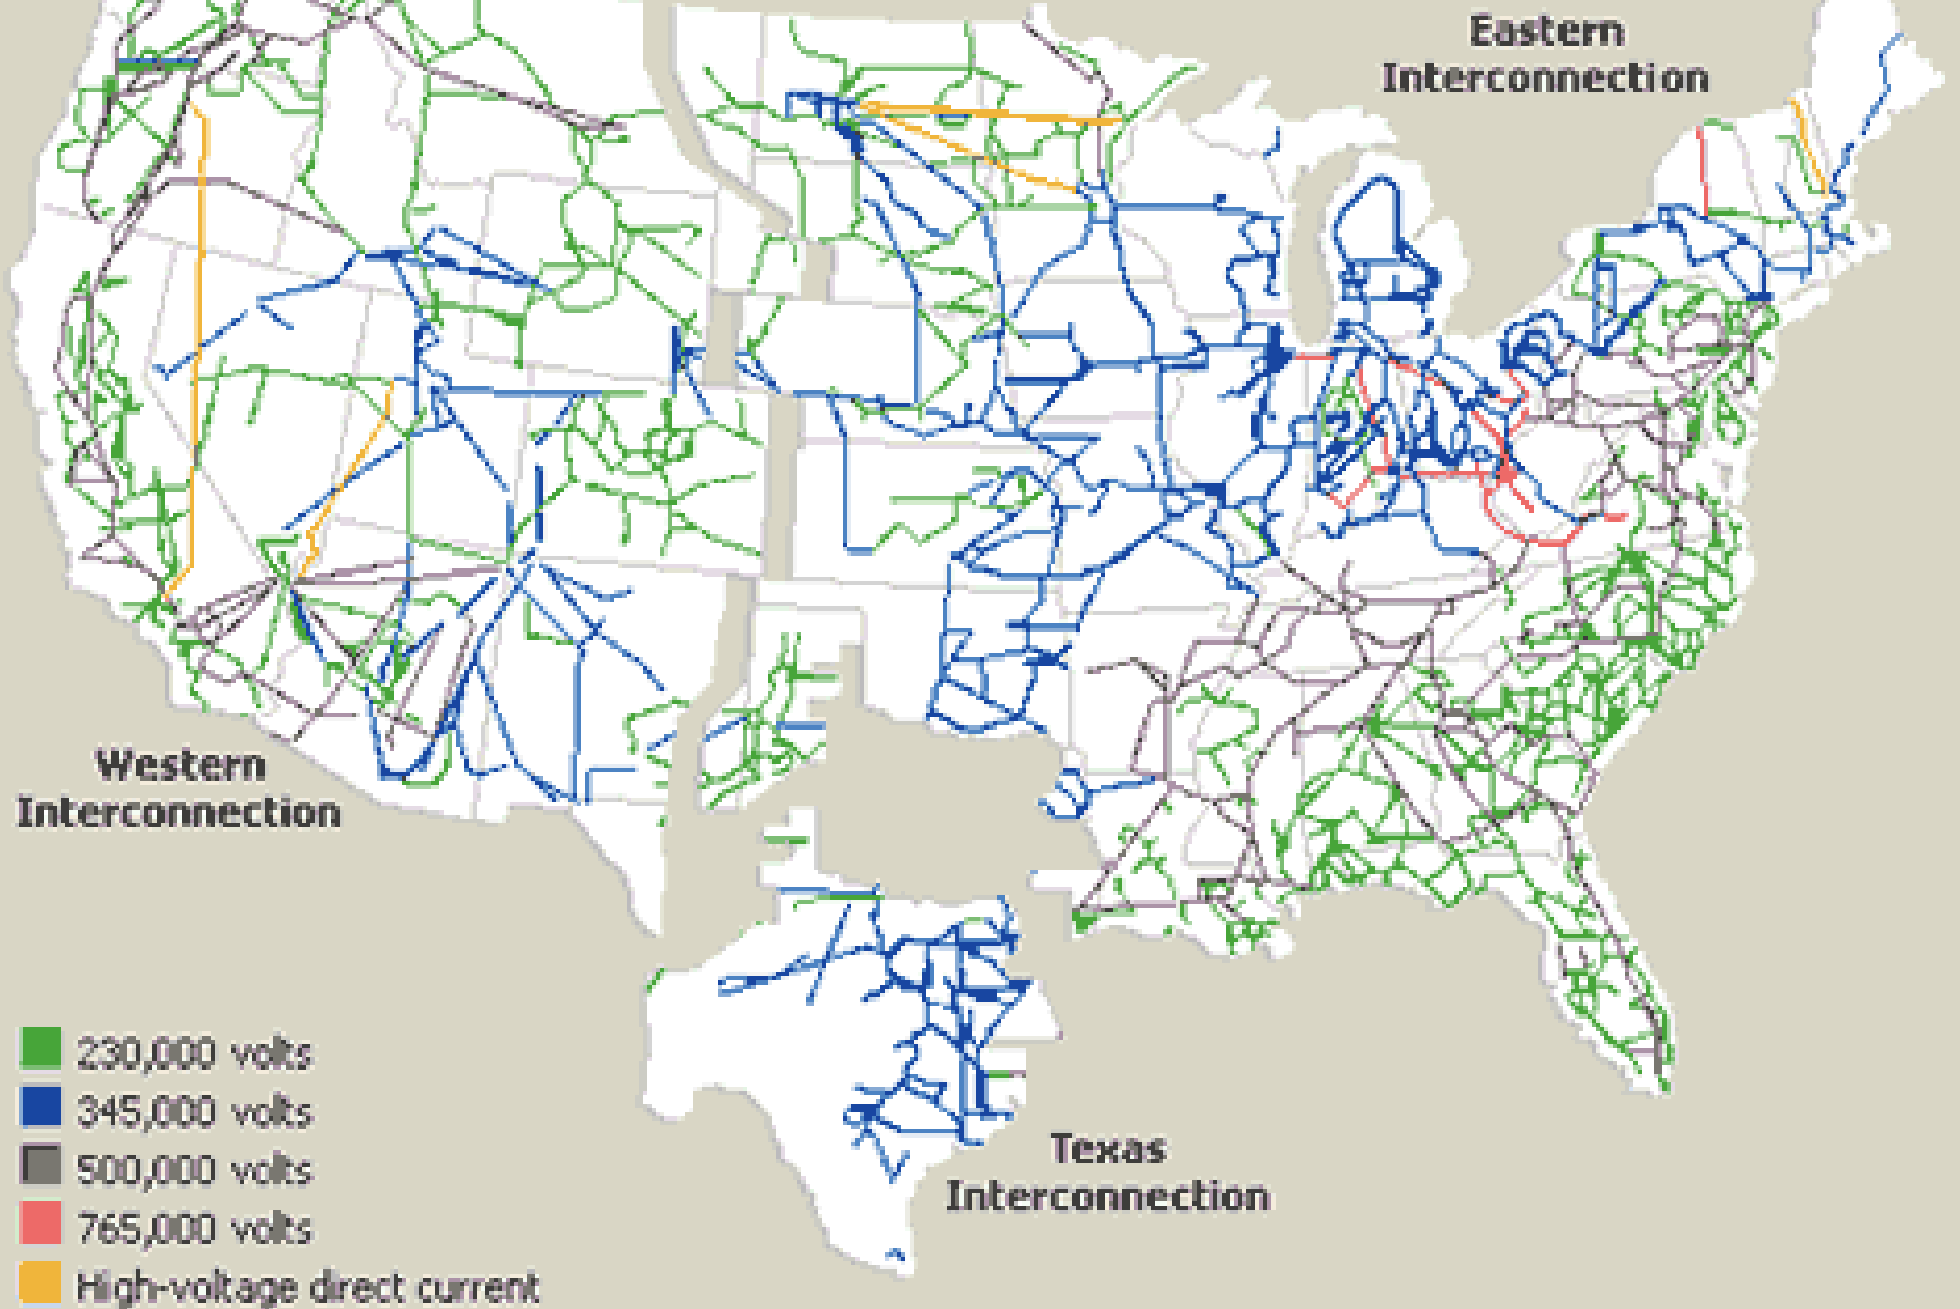 Eastern
Interconnection
Western
Interconnection
Texas
Interconnection
230,000 volts
345,000 volts
500,000 volts
765,000 volts
High-voltage direct current